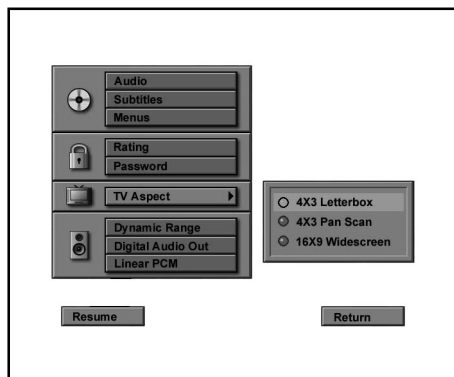 Audio
Subtitles
Menus
Rating
Password
TV Aspect
Dynamic Range
Digital Audio Out
Linear PCM
4X3 Letterbox
4X3 Pan Scan
16X9 Widescreen
Resume
Return